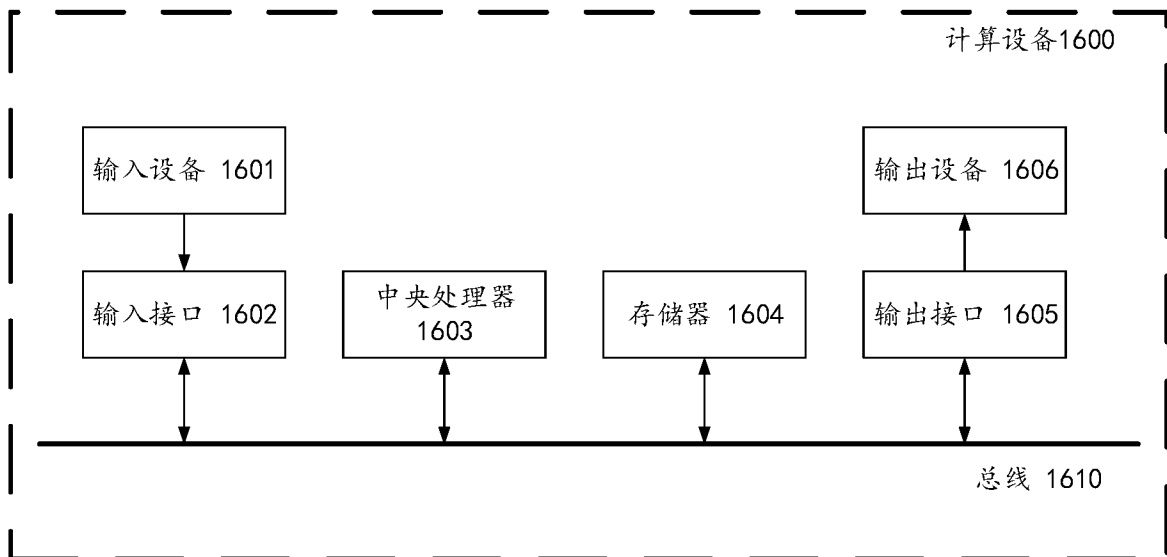 计算设备1600
输入设备 1601
输出设备 1606
输入接口 1602
中央处理器
1603
存储器 1604
输出接口 1605
总线 1610